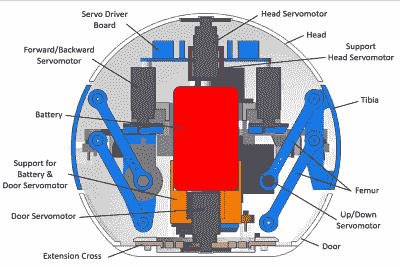 Servo Driver
Board
Head Servomotor
Head
Forward/Backward
Servomotor
Support
Head Servomotor
Battery
Tibia
Support for
Battery &
Door Servomotor
Femur
Door Servomotor
Up/Down
Servomotor
Extension Cross
Door